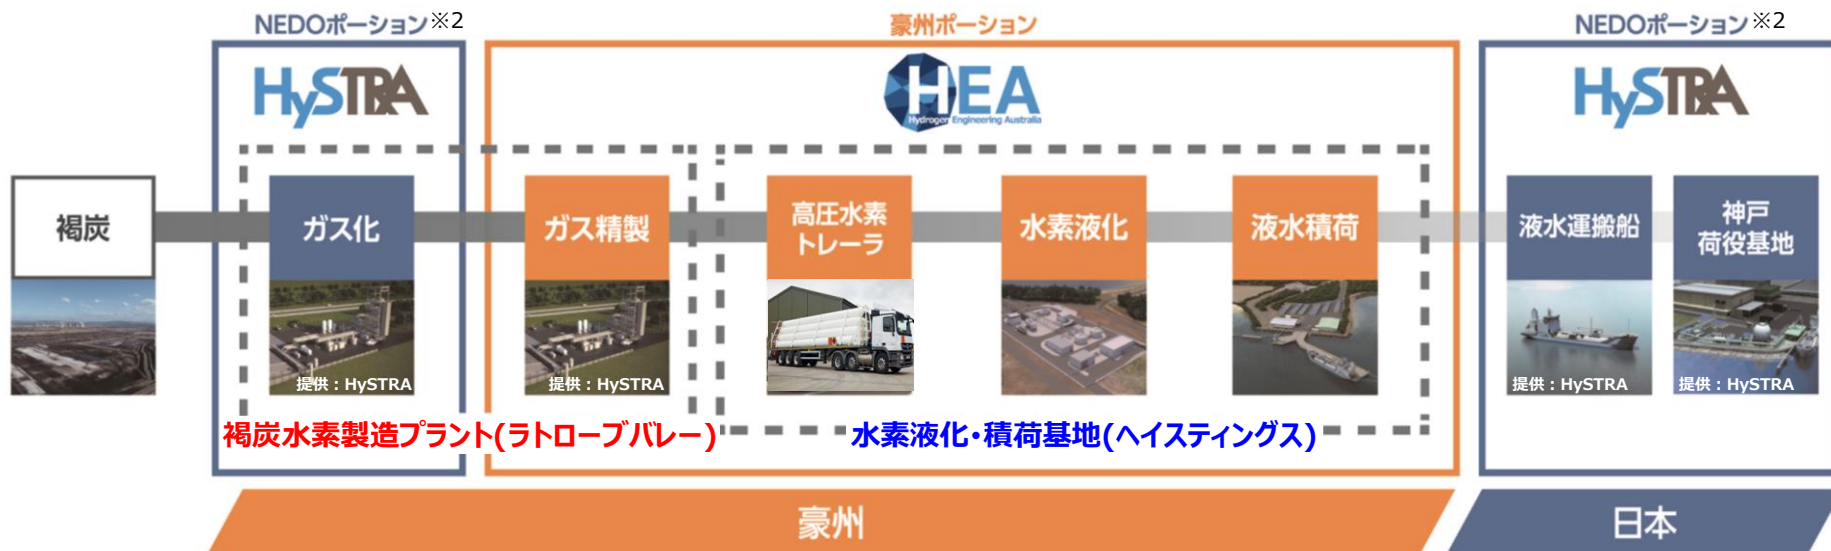 NEDOポーション※2
豪州ポーション
NEDOポーション※2
HySTRA
HEA
Hydrogen Engineering Australia
HySTRA
褐炭
ガス化
ガス精製
高圧水素
トレーラ
水素液化
液水積荷
液水運搬船
神戸
荷役基地
提供：HySTRA
提供：HySTRA
提供：HySTRA
提供：HySTRA
褐炭水素製造プラント(ラトローブバレー)
水素液化・積荷基地(ヘイスティングス)
豪州
日本